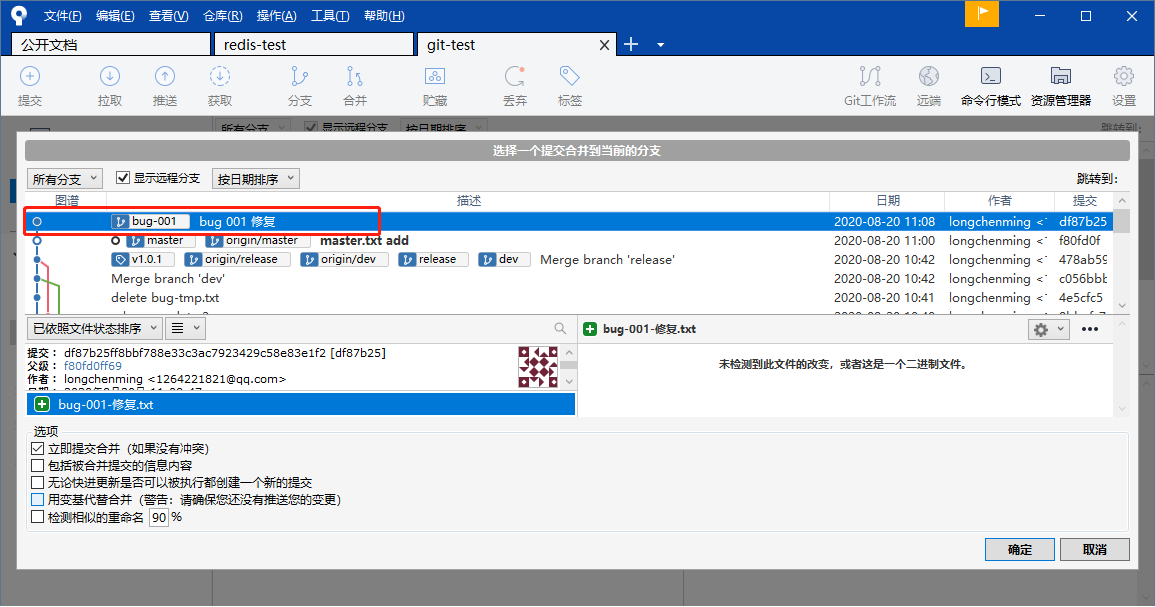 文件(F) 编辑(E) 查看(V) 仓库(R) 操作(A) 工具(T) 帮助(H)
公开文档 redis-test git-test
提交 拉取 推送 获取 分支 合并 贮藏 丢弃 标签 Git工作流 远端 命令行模式 资源管理器 设置
所有分支 显示远程分支 按日期排序 跳转到:
选择一个提交合并到当前的分支
所有分支 显示远程分支 按日期排序 跳转到:
图谱 描述 日期 作者 提交
bug-001 bug 001 修复 2020-08-20 11:08 longchenming < df87b25
master origin/master master.txt add 2020-08-20 11:00 longchenming < f80fd0f
v1.0.1 origin/release origin/dev release dev Merge branch 'release' 2020-08-20 10:42 longchenming < 478ab59
Merge branch 'dev' 2020-08-20 10:42 longchenming < c056bbb
delete bug-tmp.txt 2020-08-20 10:41 longchenming < 4e5cfc5
已依照文件状态排序 bug-001-修复.txt
提交: df87b25ff8bbf788e33c3ac7923429c58e83e1f2 [df87b25]
父级: f80fd0ff69
作者: longchenming <1264221821@qq.com>
未检测到此文件的改变，或者这是一个二进制文件。
bug-001-修复.txt
选项
立即提交合并（如果没有冲突）
包括被合并提交的信息内容
无论快进更新是否可以被执行都创建一个新的提交
用变基代替合并（警告：请确保您还没有推送您的变更）
检测相似的重命名 90 %
确定 取消